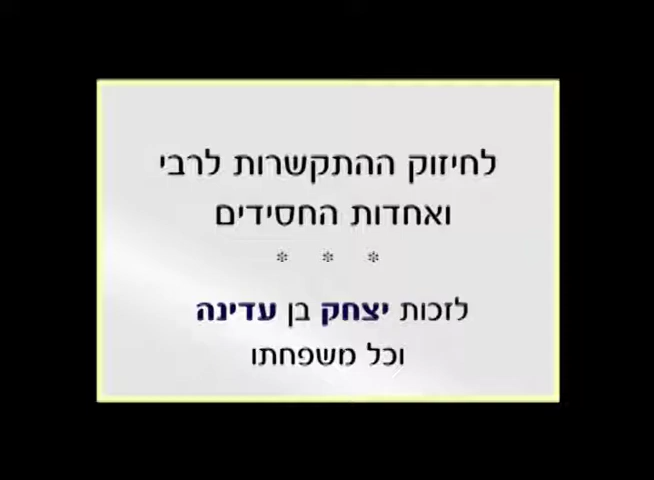 לחיזוק ההתקשרות לרבי
ואחדות החסידים
* * *
לזכות יצחק בן עדינה
וכל משפחתו